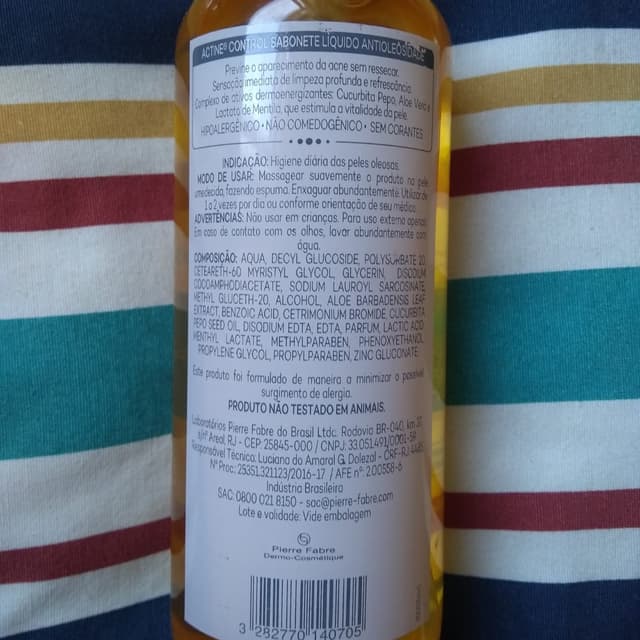 ACTINE® CONTROL SABONETE LÍQUIDO ANTIOLEOSIDADE
Previne o aparecimento da acne sem ressecar.
Sensação imediata de limpeza profunda e refrescância.
Complexo de ativos dermoenergizantes: Cucurbita Pepo, Aloe Vera e
Lactato de Mentila, que estimula a vitalidade da pele.
HIPOALERGÊNICO • NÃO COMEDOGÊNICO • SEM CORANTES
INDICAÇÃO: Higiene diária das peles oleosas.
MODO DE USAR: Massagear suavemente o produto na pele
umedecida, fazendo espuma. Enxaguar abundantemente. Utilizar de
1 a 2 vezes por dia ou conforme orientação de seu médico.
ADVERTÊNCIAS: Não usar em crianças. Para uso externo apenas.
Em caso de contato com os olhos, lavar abundantemente com
água.
COMPOSIÇÃO: AQUA, DECYL GLUCOSIDE, POLYSORBATE 20,
CETEARETH-60 MYRISTYL GLYCOL, GLYCERIN, DISODIUM
COCOAMPHODIACETATE, SODIUM LAUROYL SARCOSINATE,
METHYL GLUCETH-20, ALCOHOL, ALOE BARBADENSIS LEAF
EXTRACT, BENZOIC ACID, CETRIMONIUM BROMIDE, CUCURBITA
PEPO SEED OIL, DISODIUM EDTA, EDTA, PARFUM, LACTIC ACID
MENTHYL LACTATE, METHYLPARABEN, PHENOXYETHANOL,
PROPYLENE GLYCOL, PROPYLPARABEN, ZINC GLUCONATE.
Este produto foi formulado de maneira a minimizar o possível
surgimento de alergia.
PRODUTO NÃO TESTADO EM ANIMAIS.
Laboratórios Pierre Fabre do Brasil Ltda. Rodovia BR-040, km 37,
s/nº Areal, RJ - CEP 25845-000 / CNPJ: 33.051.491/0001-59
Responsável Técnica: Luciana do Amaral G. Dolezal - CRF-RJ 4465
Nº Proc: 25351.321123/2016-17 / AFE nº: 2.00558-6
Indústria Brasileira
SAC: 0800 021 8150 - sac@pierre-fabre.com
Lote e validade: Vide embalagem
Pierre Fabre
Dermo-Cosmétique
3 282770 140705